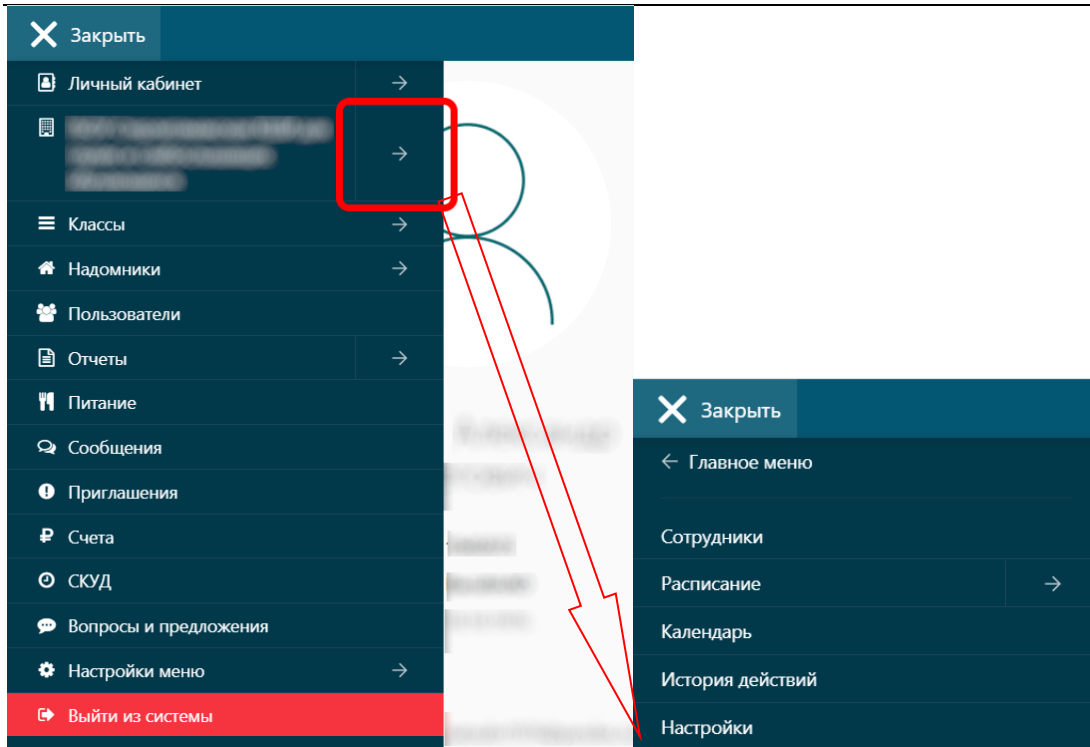 Закрыть
Личный кабинет
Классы
Надомники
Пользователи
Отчеты
Питание
Сообщения
Приглашения
Счета
СКУД
Вопросы и предложения
Настройки меню
Выйти из системы
Закрыть
Главное меню
Сотрудники
Расписание
Календарь
История действий
Настройки